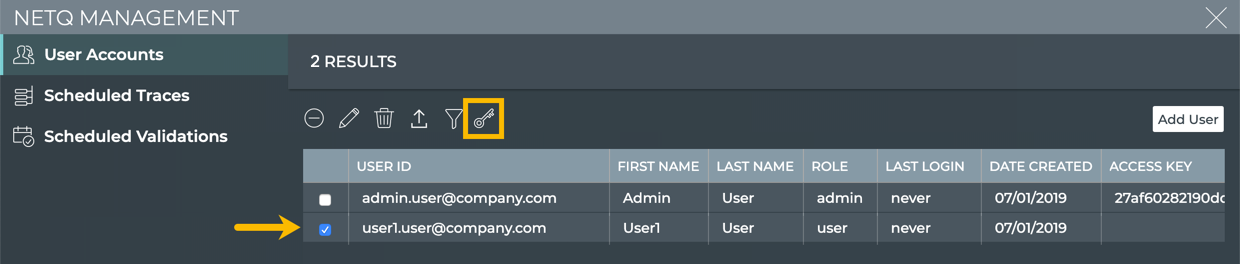 NETQ MANAGEMENT
User Accounts
Scheduled Traces
Scheduled Validations
2 RESULTS
Add User
USER ID FIRST NAME LAST NAME ROLE LAST LOGIN DATE CREATED ACCESS KEY
admin.user@company.com Admin User admin never 07/01/2019 27af60282190dc
user1.user@company.com User1 User user never 07/01/2019